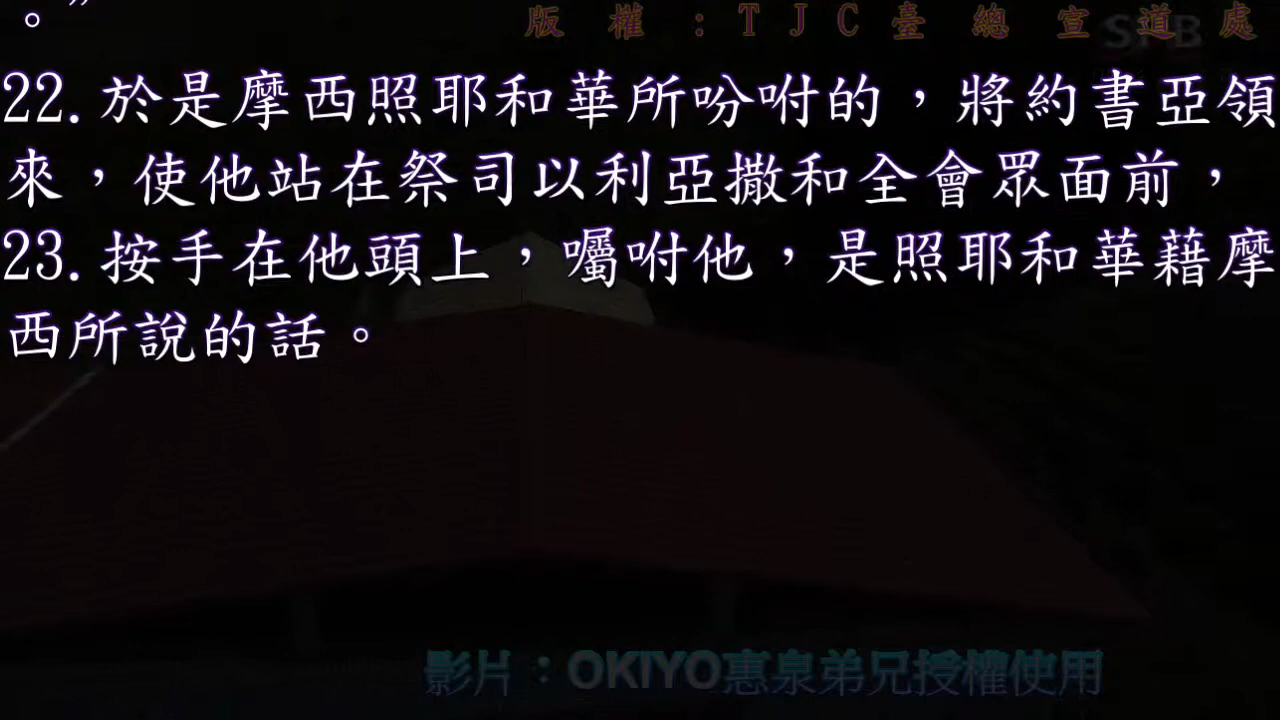 。”
版權:TJC臺總宣道處
22.於是摩西照耶和華所吩咐的，將約書亞領
來，使他站在祭司以利亞撒和全會眾面前，
23.按手在他頭上，囑咐他，是照耶和華藉摩
西所說的話。
影片：OKIYO惠泉弟兄授權使用